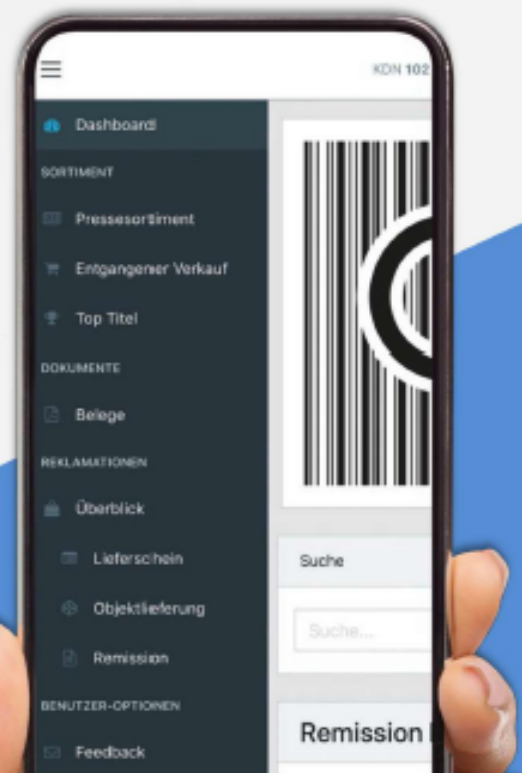 KDN 102
Dashboard
SORTIMENT
Pressesortiment
Entgangener Verkauf
Top Titel
DOKUMENTE
Belege
REKLAMATIONEN
Überblick
Lieferschein
Objektlieferung
Remission
BENUTZER-OPTIONEN
Feedback
Suche
Suche...
Remission